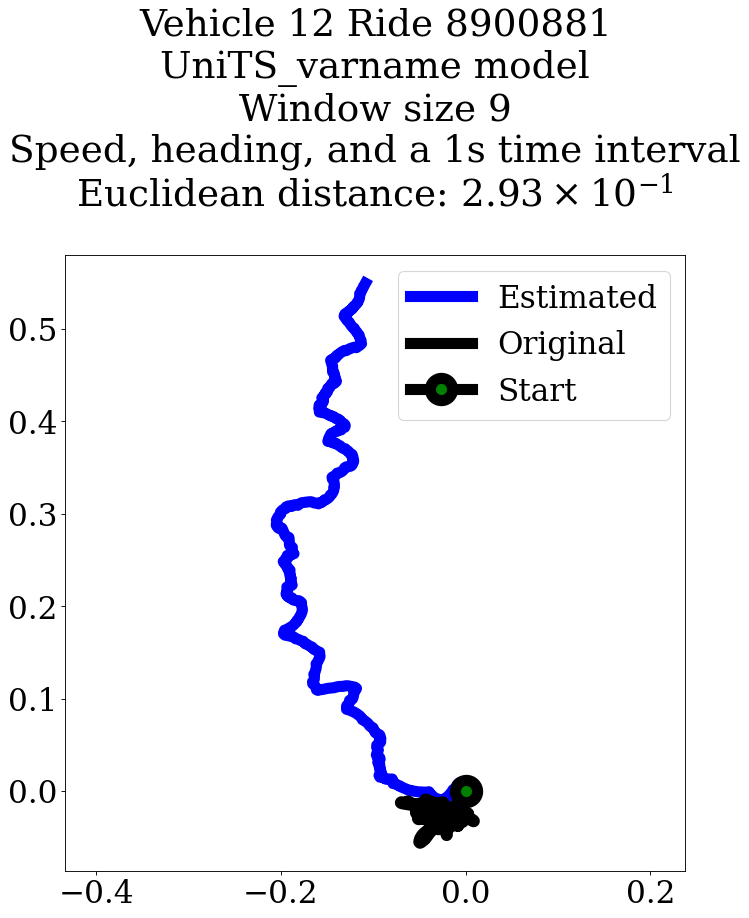 Vehicle 12 Ride 8900881
UniTS_varname model
Window size 9
Speed, heading, and a 1s time interval
Euclidean distance: 2.93 × 10⁻¹
Estimated
Original
Start
0.5
0.4
0.3
0.2
0.1
0.0
−0.4 −0.2 0.0 0.2